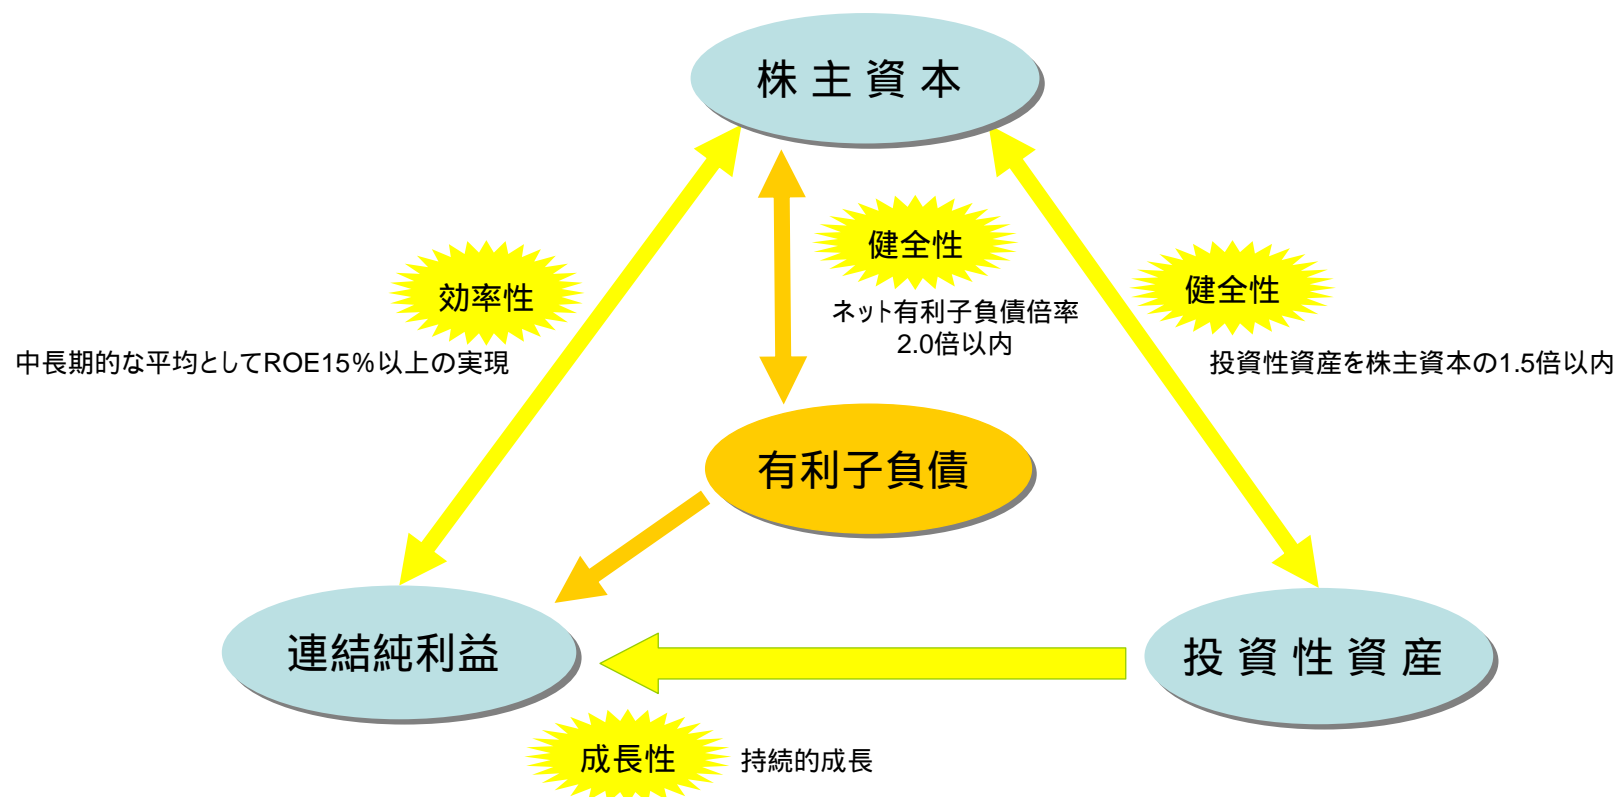 株主資本
健全性
効率性
健全性
ネット有利子負債倍率
2.0倍以内
中長期的な平均としてROE15%以上の実現
投資性資産を株主資本の1.5倍以内
有利子負債
連結純利益
投資性資産
成長性
持続的成長